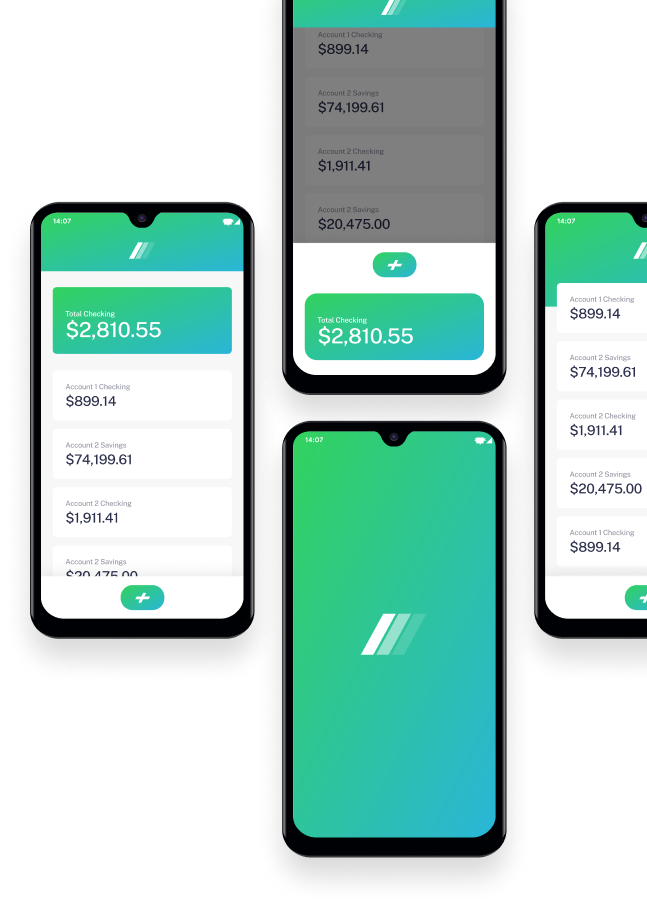 Account 1 Checking
$899.14
Account 2 Savings
$74,199.61
Account 2 Checking
$1,911.41
Account 2 Savings
$20,475.00
Total Checking
$2,810.55
14:07
Total Checking
$2,810.55
Account 1 Checking
$899.14
Account 2 Savings
$74,199.61
Account 2 Checking
$1,911.41
Account 2 Savings
$20,475.00
14:07
14:07
Account 1 Checking
$899.14
Account 2 Savings
$74,199.61
Account 2 Checking
$1,911.41
Account 2 Savings
$20,475.00
Account 1 Checking
$899.14